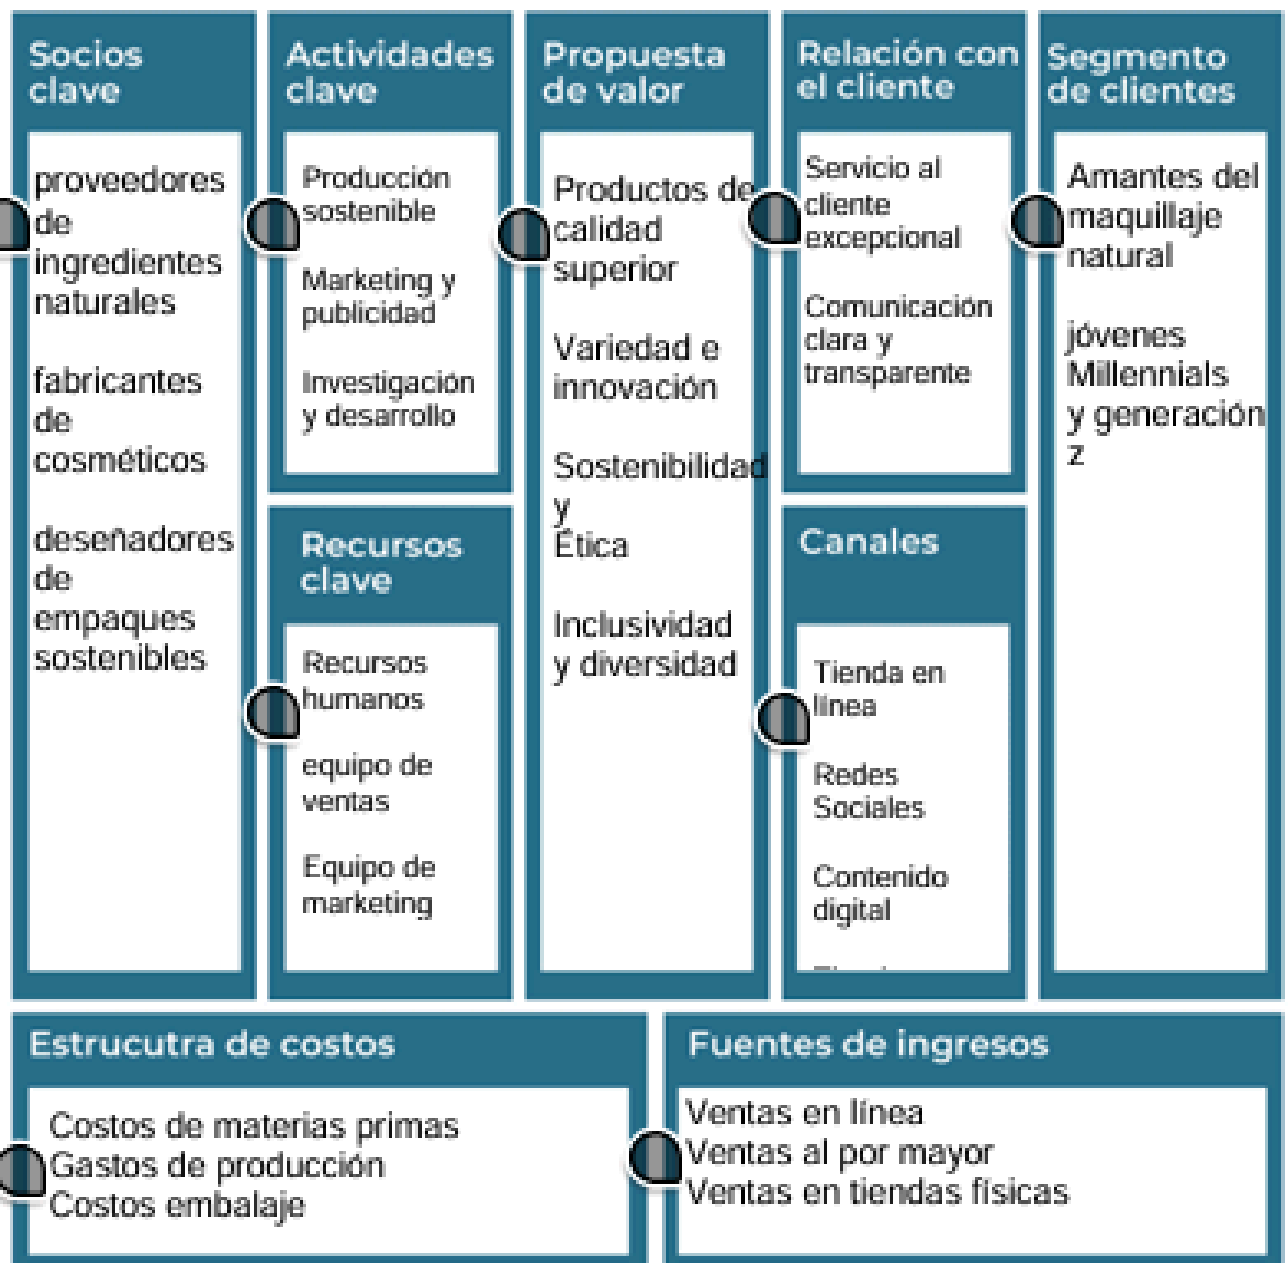 Socios
clave
proveedores
de
ingredientes
naturales
fabricantes
de
cosméticos
deseñadores
de
empaques
sostenibles
Actividades
clave
Producción
sostenible
Marketing y
publicidad
Investigación
y desarrollo
Recursos
clave
Recursos
humanos
equipo de
ventas
Equipo de
marketing
Propuesta
de valor
Productos de
calidad
superior
Variedad e
innovación
Sostenibilidad
y
Ética
Inclusividad
y diversidad
Relación con
el cliente
Servicio al
cliente
excepcional
Comunicación
clara y
transparente
Canales
Tienda en
línea
Redes
Sociales
Contenido
digital
Segmento
de clientes
Amantes del
maquillaje
natural
jóvenes
Millennials
y generación
z
Estrucutra de costos
Costos de materias primas
Gastos de producción
Costos embalaje
Fuentes de ingresos
Ventas en línea
Ventas al por mayor
Ventas en tiendas físicas